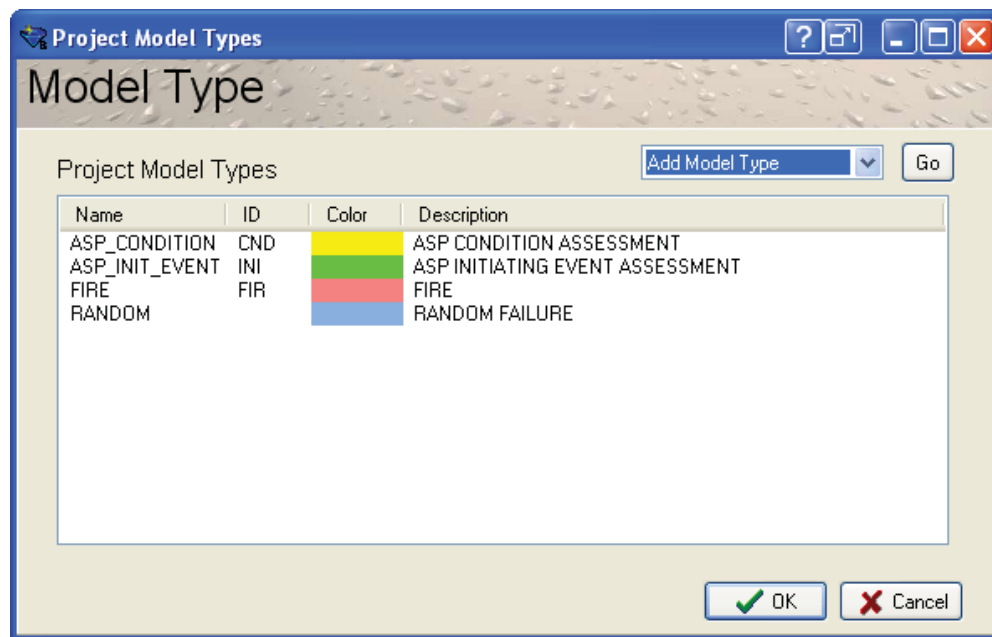 Project Model Types
Model Type
Project Model Types Add Model Type Go
Name ID Color Description
ASP_CONDITION CND ASP CONDITION ASSESSMENT
ASP_INIT_EVENT INI ASP INITIATING EVENT ASSESSMENT
FIRE FIR FIRE
RANDOM RANDOM FAILURE
OK Cancel